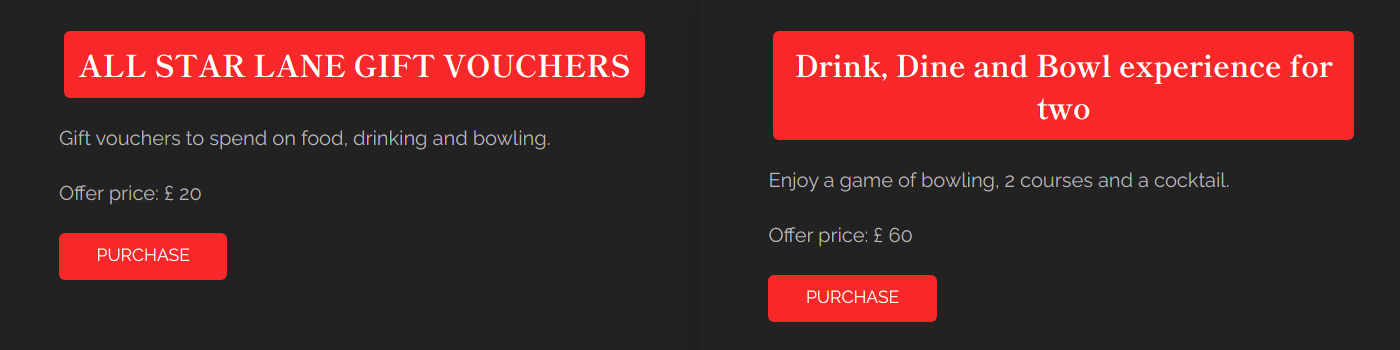 ALL STAR LANE GIFT VOUCHERS
Gift vouchers to spend on food, drinking and bowling.
Offer price: £ 20
PURCHASE
Drink, Dine and Bowl experience for
two
Enjoy a game of bowling, 2 courses and a cocktail.
Offer price: £ 60
PURCHASE